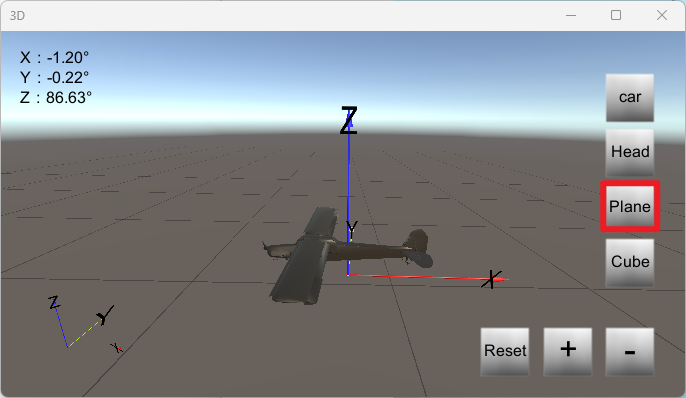 3D
X : -1.20°
Y : -0.22°
Z : 86.63°
car
Head
Plane
Cube
Reset
+
-
Z
Y
X
Z
Y
X